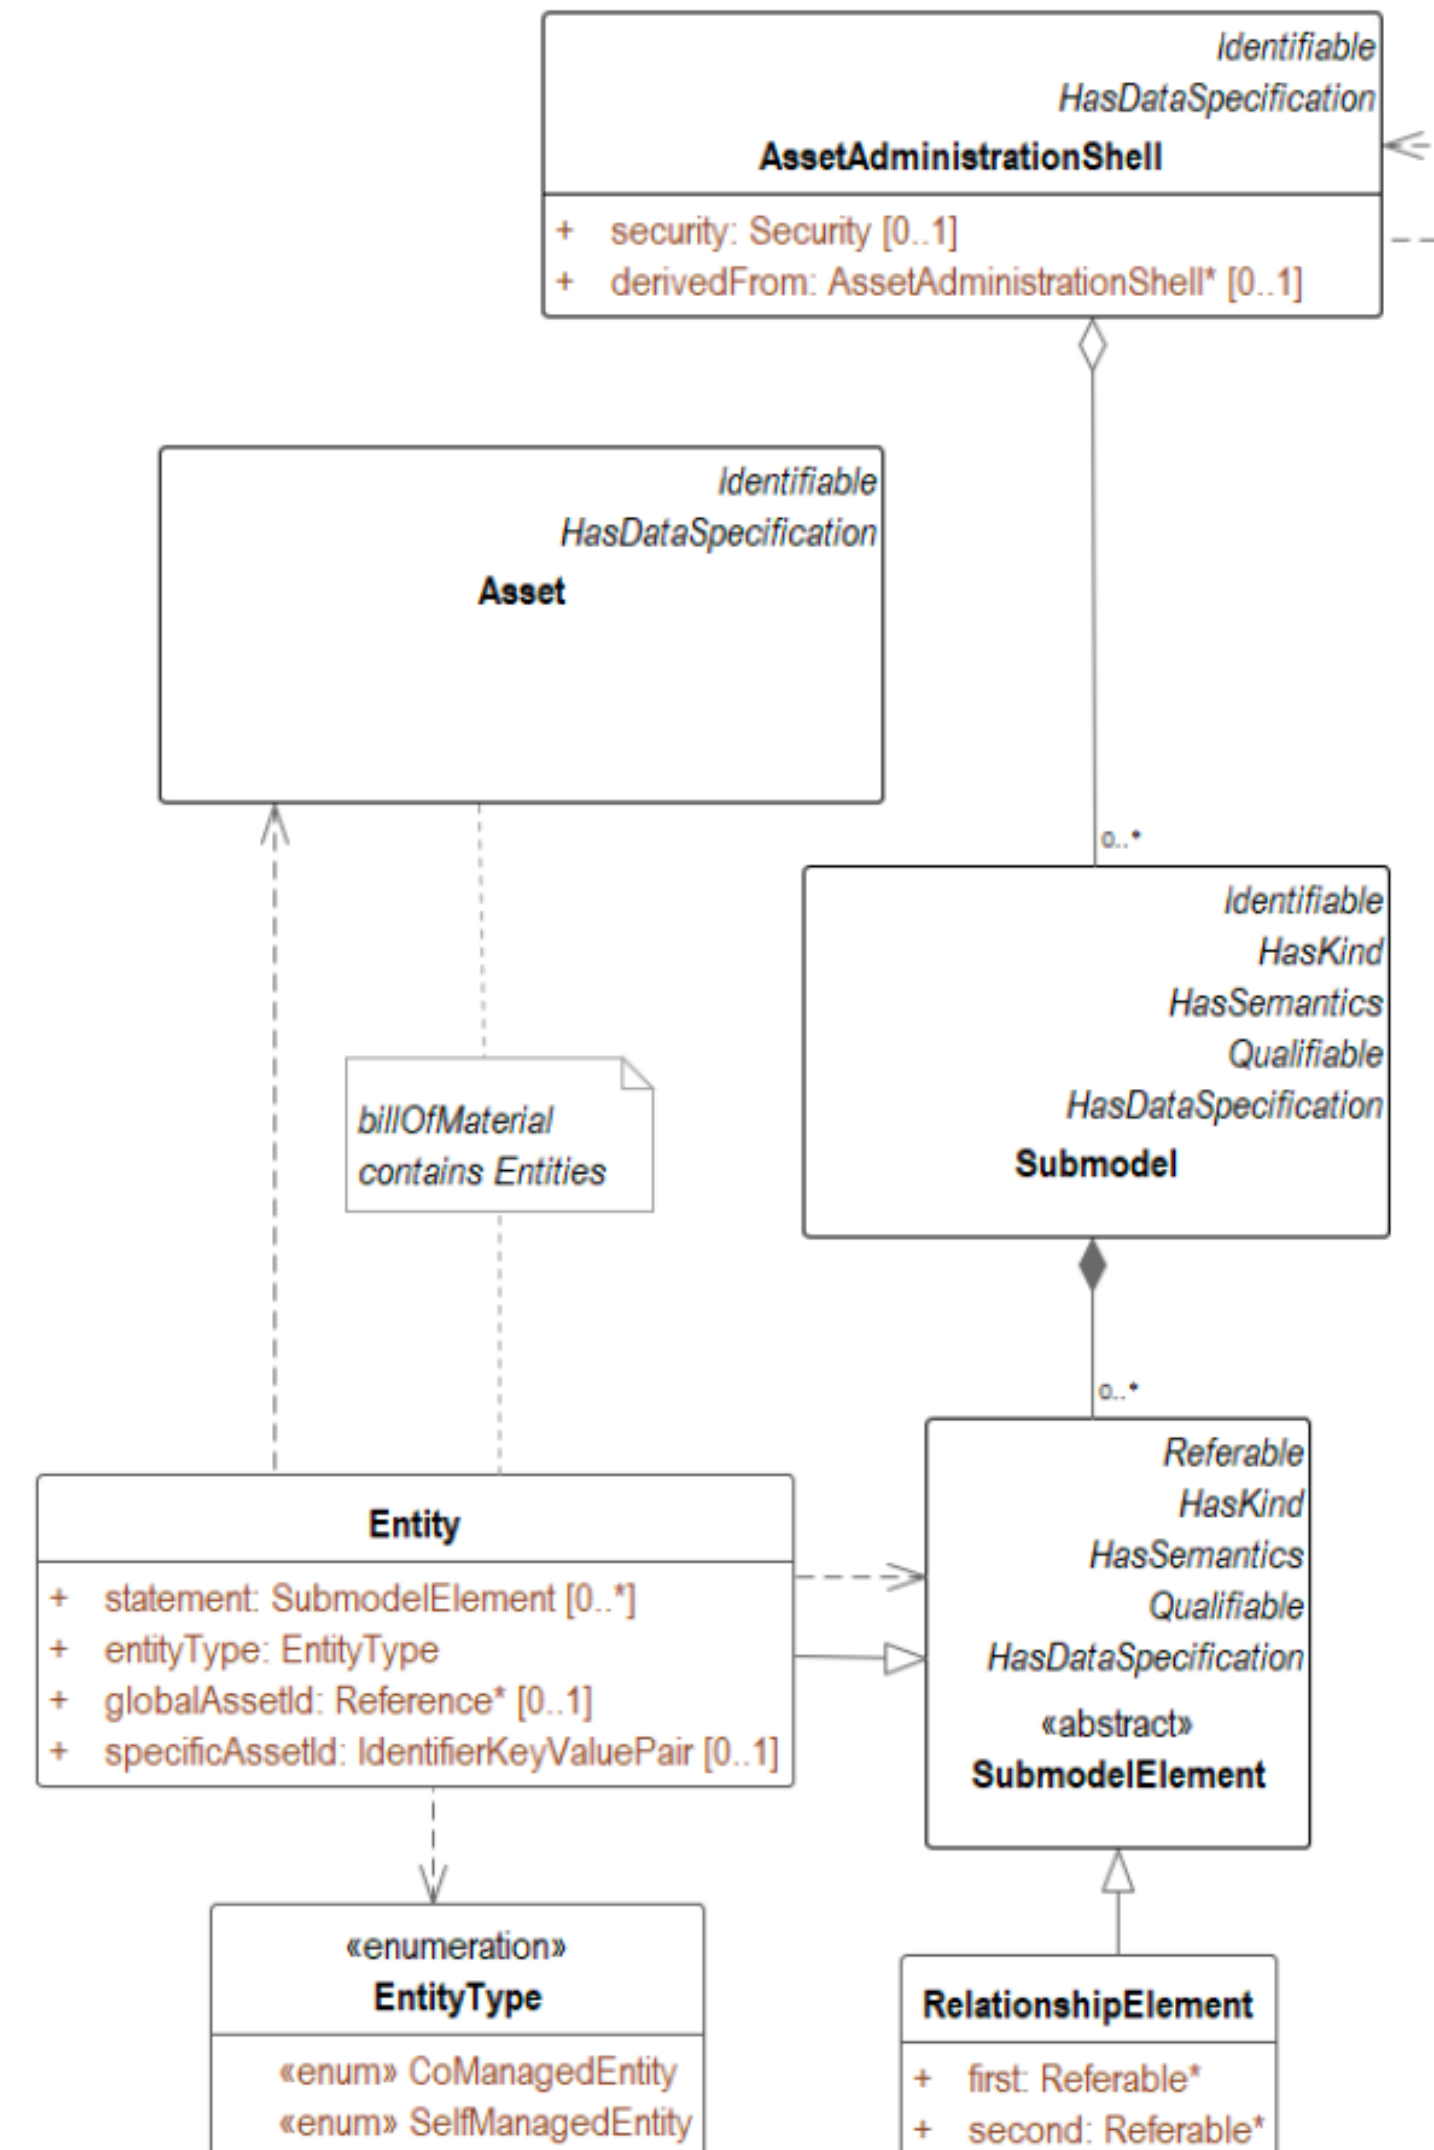 Identifiable
HasDataSpecification
AssetAdministrationShell
+ security: Security [0..1]
+ derivedFrom: AssetAdministrationShell* [0..1]
Identifiable
HasDataSpecification
Asset
0..*
Identifiable
HasKind
HasSemantics
Qualifiable
HasDataSpecification
Submodel
billOfMaterial
contains Entities
0..*
Referable
HasKind
HasSemantics
Qualifiable
HasDataSpecification
«abstract»
SubmodelElement
Entity
+ statement: SubmodelElement [0..*]
+ entityType: EntityType
+ globalAssetId: Reference* [0..1]
+ specificAssetId: IdentifierKeyValuePair [0..1]
«enumeration»
EntityType
«enum» CoManagedEntity
«enum» SelfManagedEntity
RelationshipElement
+ first: Referable*
+ second: Referable*